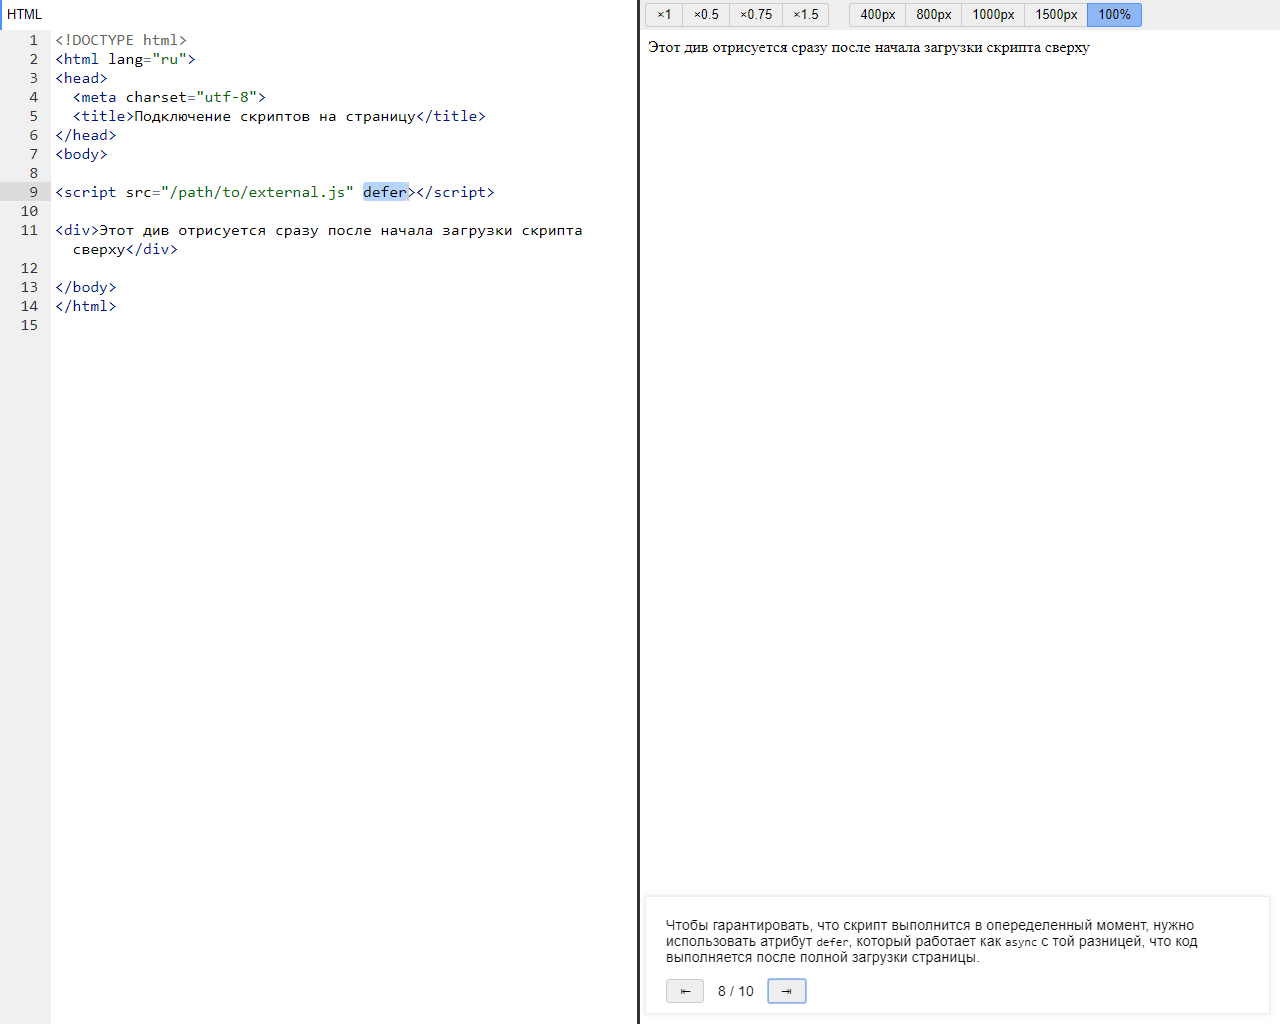 HTML
1 <!DOCTYPE html>
2 <html lang="ru">
3 <head>
4 <meta charset="utf-8">
5 <title>Подключение скриптов на страницу</title>
6 </head>
7 <body>
8
9 <script src="/path/to/external.js" defer></script>
10
11 <div>Этот див отрисуется сразу после начала загрузки скрипта
сверху</div>
12
13 </body>
14 </html>
15
×1 ×0.5 ×0.75 ×1.5 400px 800px 1000px 1500px 100%
Этот див отрисуется сразу после начала загрузки скрипта сверху
Чтобы гарантировать, что скрипт выполнится в опеределенный момент, нужно
использовать атрибут defer, который работает как async с той разницей, что код
выполняется после полной загрузки страницы.
⇤ 8 / 10 ⇥